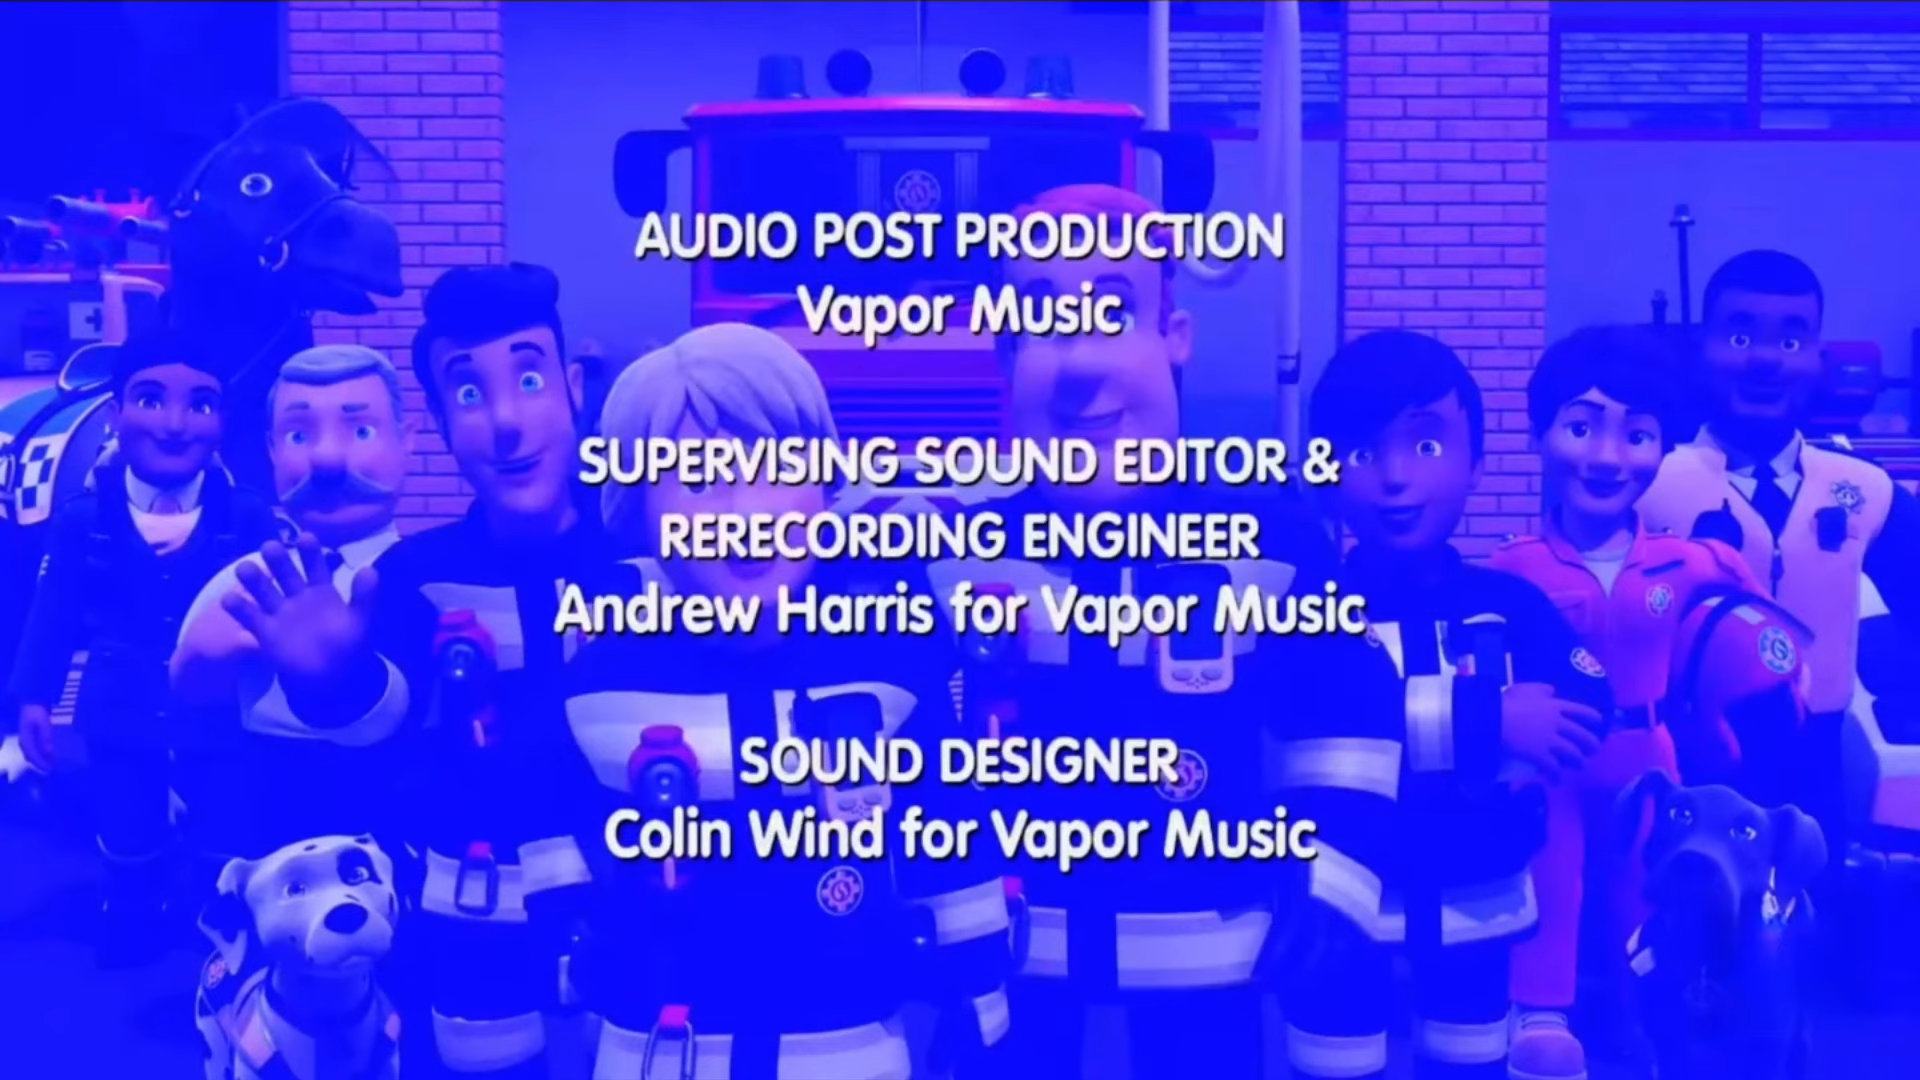 AUDIO POST PRODUCTION
Vapor Music
SUPERVISING SOUND EDITOR &
RERECORDING ENGINEER
Andrew Harris for Vapor Music
SOUND DESIGNER
Colin Wind for Vapor Music